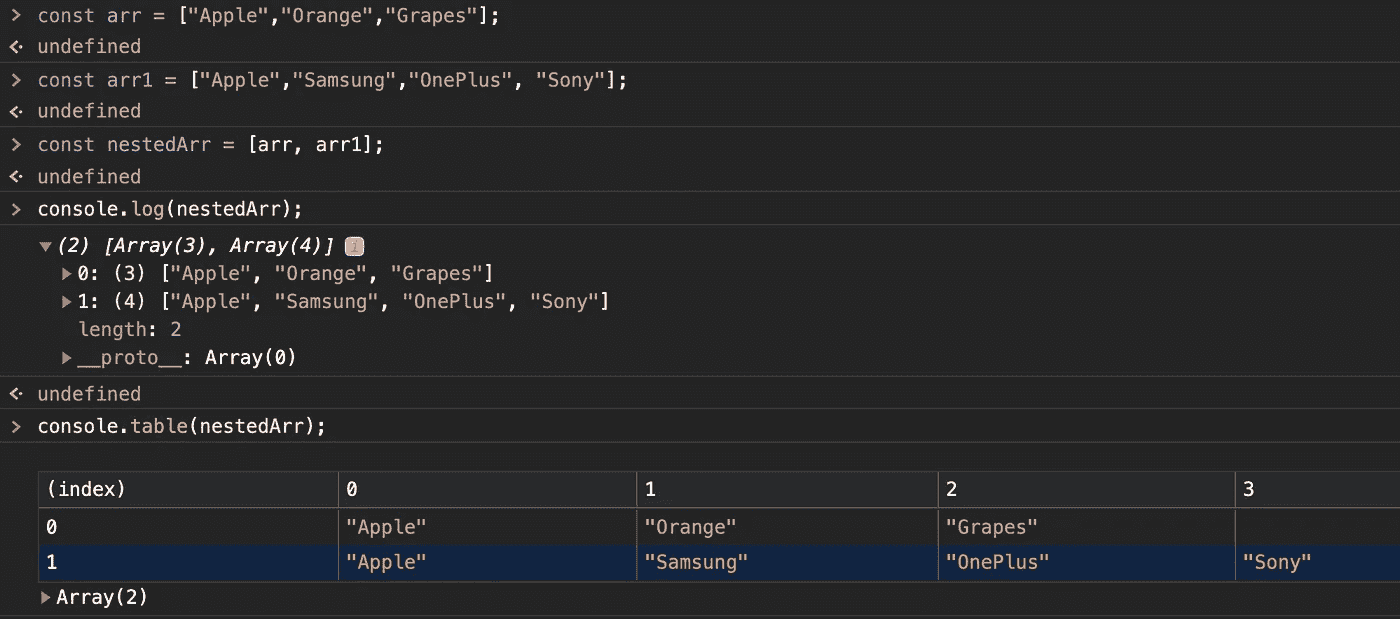 > const arr = ["Apple","Orange","Grapes"];
<· undefined
> const arr1 = ["Apple","Samsung","OnePlus", "Sony"];
<· undefined
> const nestedArr = [arr, arr1];
<· undefined
> console.log(nestedArr);
▼(2) [Array(3), Array(4)] i
▶0: (3) ["Apple", "Orange", "Grapes"]
▶1: (4) ["Apple", "Samsung", "OnePlus", "Sony"]
length: 2
▶__proto__: Array(0)
<· undefined
> console.table(nestedArr);
(index) 0 1 2 3
0 "Apple" "Orange" "Grapes"
1 "Apple" "Samsung" "OnePlus" "Sony"
▶Array(2)